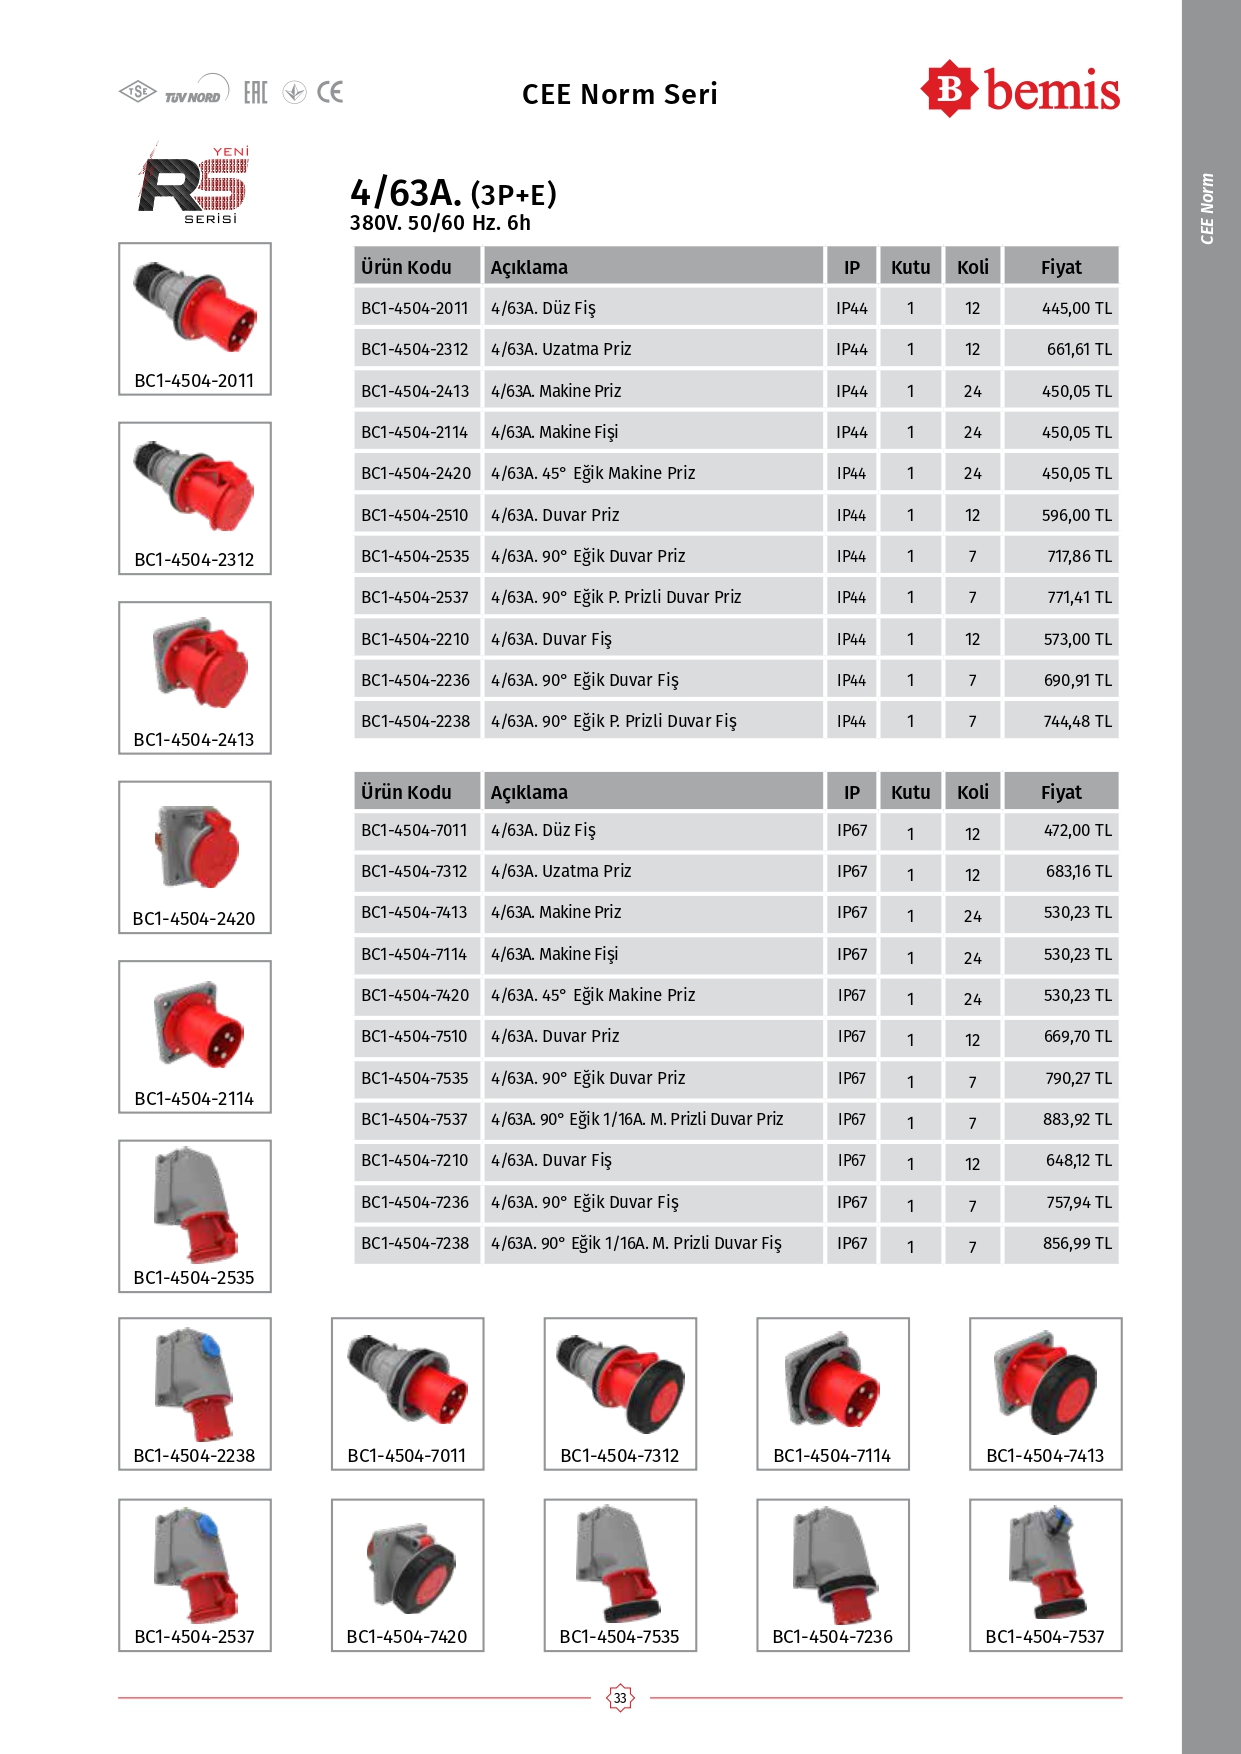 TSE
TÜV NORD
EAC
CE
CEE Norm Seri
B bemis
CEE Norm
YENİ
RS
SERİSİ
4/63A. (3P+E)
380V. 50/60 Hz. 6h
Ürün Kodu Açıklama IP Kutu Koli Fiyat
BC1-4504-2011 4/63A. Düz Fiş IP44 1 12 445,00 TL
BC1-4504-2312 4/63A. Uzatma Priz IP44 1 12 661,61 TL
BC1-4504-2413 4/63A. Makine Priz IP44 1 24 450,05 TL
BC1-4504-2114 4/63A. Makine Fişi IP44 1 24 450,05 TL
BC1-4504-2420 4/63A. 45° Eğik Makine Priz IP44 1 24 450,05 TL
BC1-4504-2510 4/63A. Duvar Priz IP44 1 12 596,00 TL
BC1-4504-2535 4/63A. 90° Eğik Duvar Priz IP44 1 7 717,86 TL
BC1-4504-2537 4/63A. 90° Eğik P. Prizli Duvar Priz IP44 1 7 771,41 TL
BC1-4504-2210 4/63A. Duvar Fiş IP44 1 12 573,00 TL
BC1-4504-2236 4/63A. 90° Eğik Duvar Fiş IP44 1 7 690,91 TL
BC1-4504-2238 4/63A. 90° Eğik P. Prizli Duvar Fiş IP44 1 7 744,48 TL
Ürün Kodu Açıklama IP Kutu Koli Fiyat
BC1-4504-7011 4/63A. Düz Fiş IP67 1 12 472,00 TL
BC1-4504-7312 4/63A. Uzatma Priz IP67 1 12 683,16 TL
BC1-4504-7413 4/63A. Makine Priz IP67 1 24 530,23 TL
BC1-4504-7114 4/63A. Makine Fişi IP67 1 24 530,23 TL
BC1-4504-7420 4/63A. 45° Eğik Makine Priz IP67 1 24 530,23 TL
BC1-4504-7510 4/63A. Duvar Priz IP67 1 12 669,70 TL
BC1-4504-7535 4/63A. 90° Eğik Duvar Priz IP67 1 7 790,27 TL
BC1-4504-7537 4/63A. 90° Eğik 1/16A. M. Prizli Duvar Priz IP67 1 7 883,92 TL
BC1-4504-7210 4/63A. Duvar Fiş IP67 1 12 648,12 TL
BC1-4504-7236 4/63A. 90° Eğik Duvar Fiş IP67 1 7 757,94 TL
BC1-4504-7238 4/63A. 90° Eğik 1/16A. M. Prizli Duvar Fiş IP67 1 7 856,99 TL
BC1-4504-2011
BC1-4504-2312
BC1-4504-2413
BC1-4504-2420
BC1-4504-2114
BC1-4504-2535
BC1-4504-2238 BC1-4504-7011 BC1-4504-7312 BC1-4504-7114 BC1-4504-7413
BC1-4504-2537 BC1-4504-7420 BC1-4504-7535 BC1-4504-7236 BC1-4504-7537
33